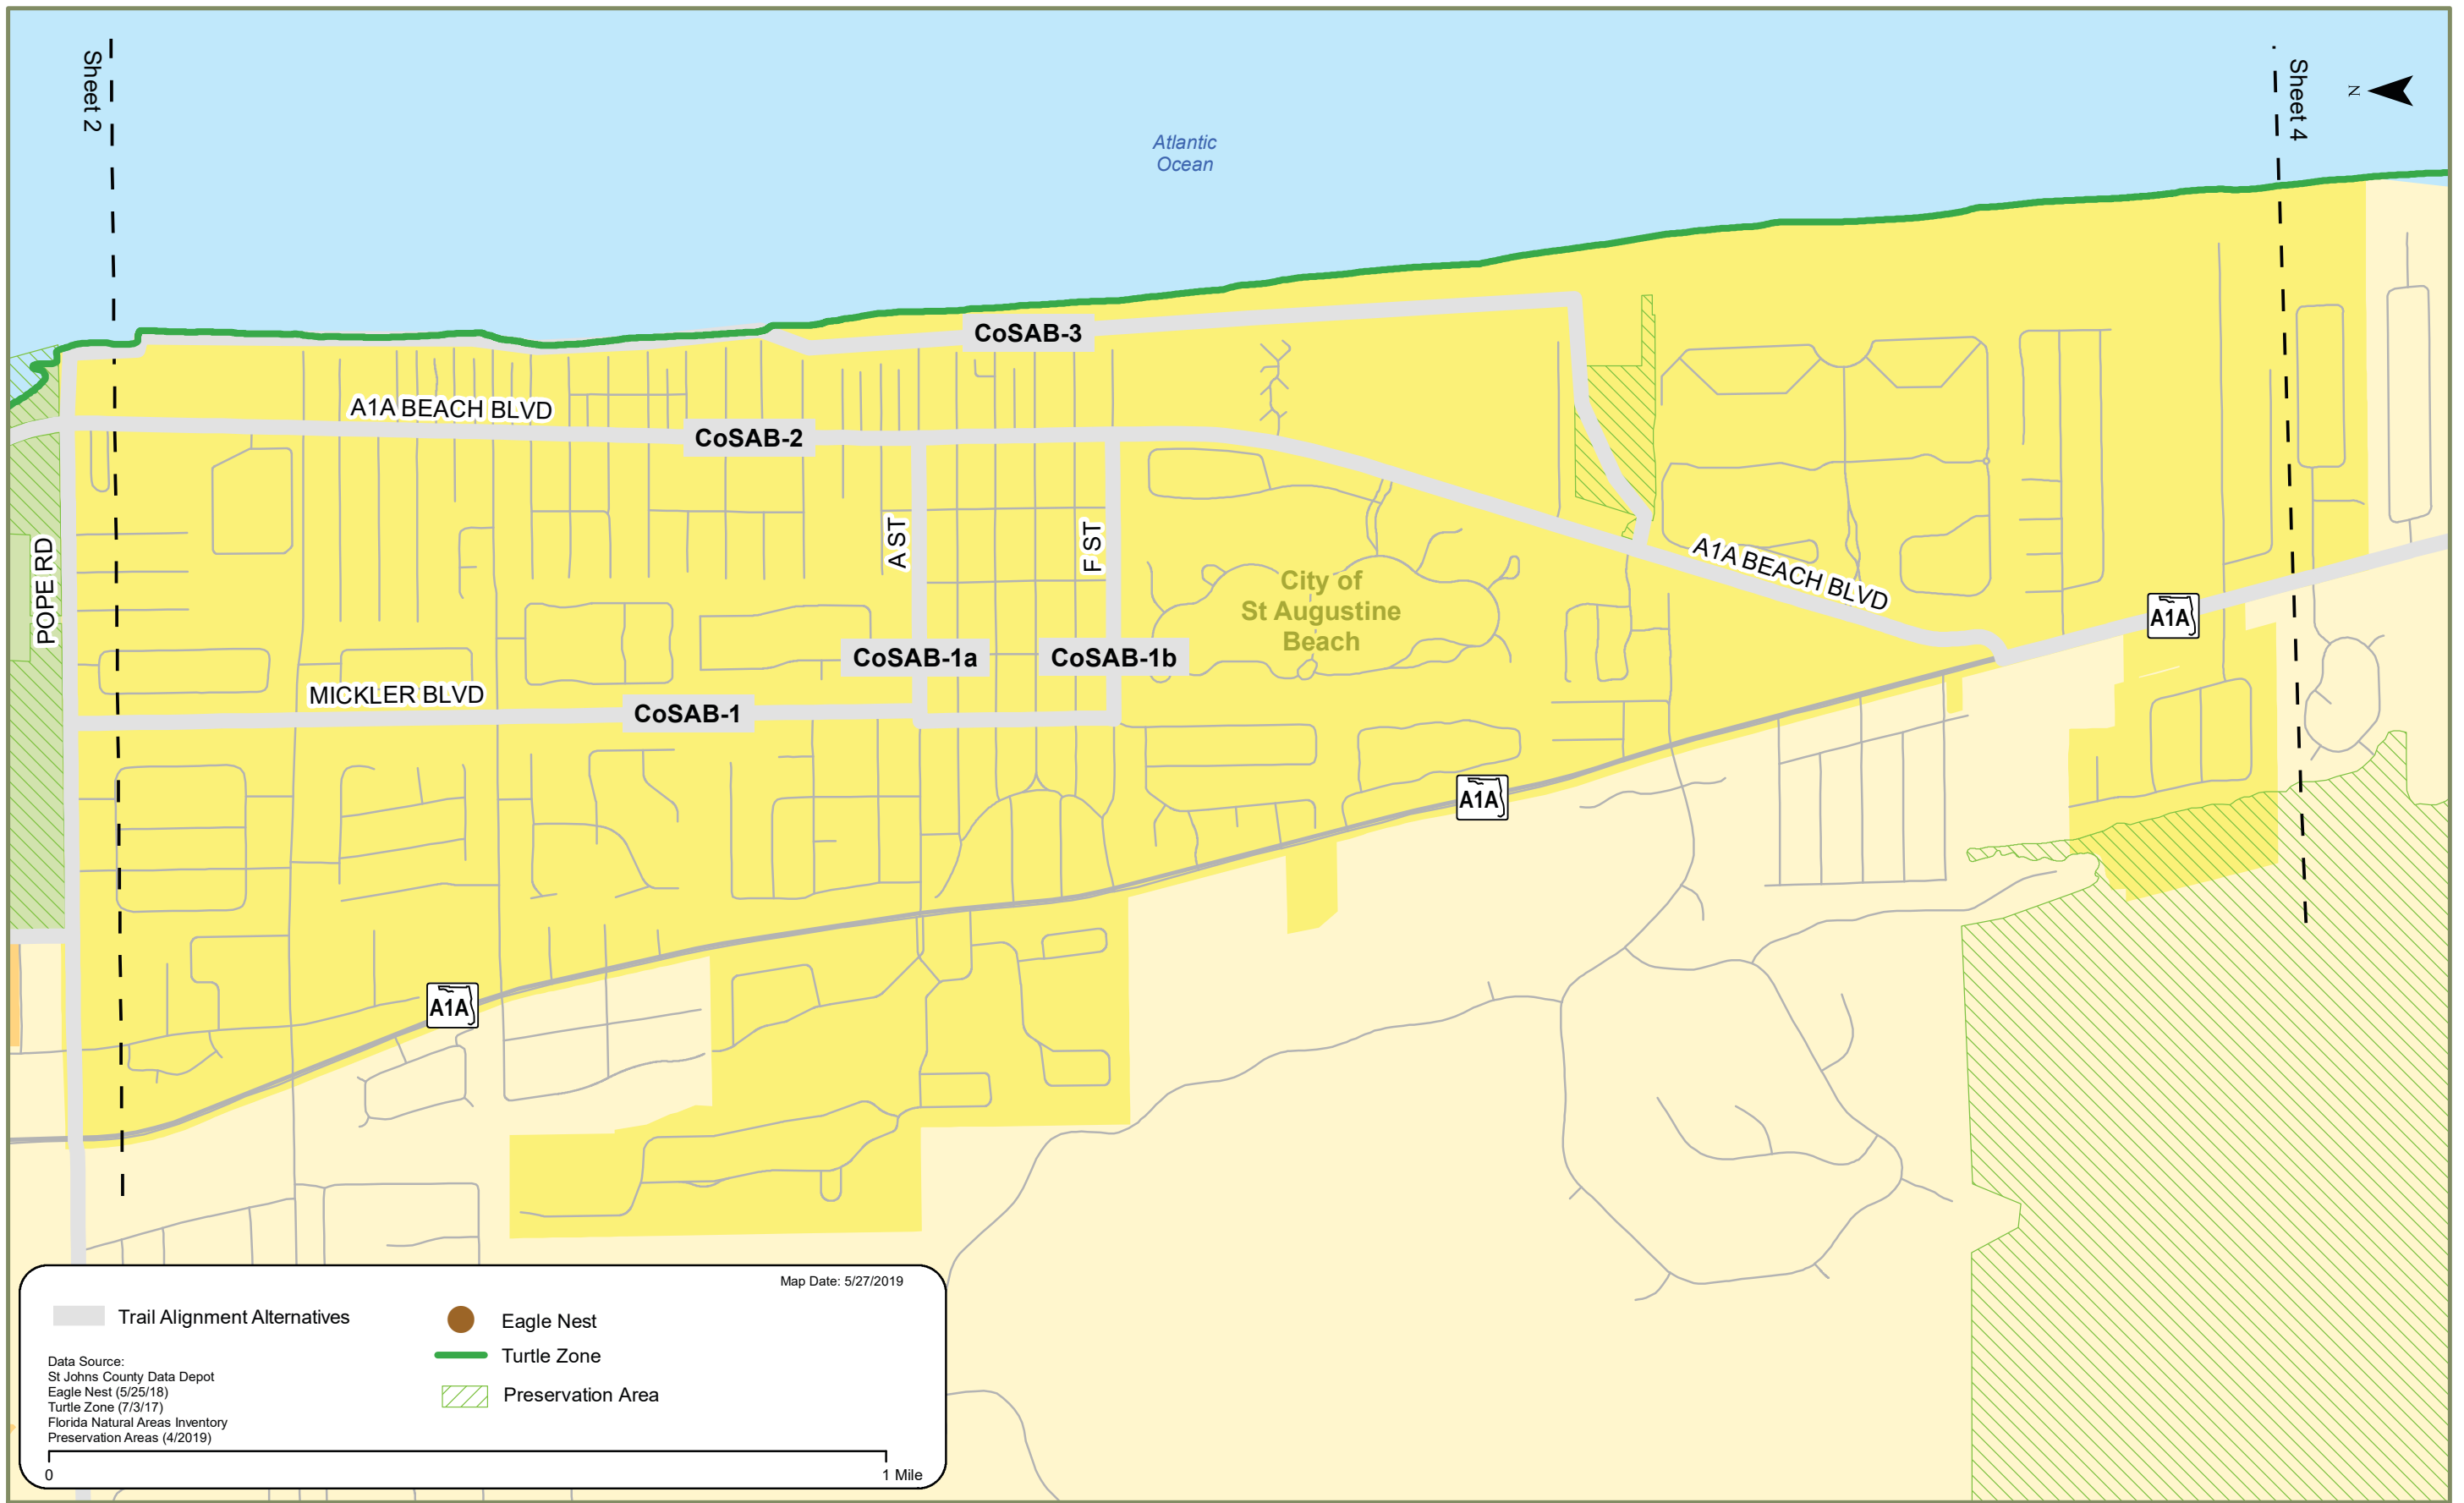 Sheet 2
Sheet 4
N
Atlantic
Ocean
CoSAB-3
A1A BEACH BLVD
CoSAB-2
POPE RD
A ST
F ST
City of
St Augustine
Beach
A1A BEACH BLVD
A1A
CoSAB-1a
CoSAB-1b
MICKLER BLVD
CoSAB-1
A1A
A1A
Map Date: 5/27/2019
Trail Alignment Alternatives
Eagle Nest
Turtle Zone
Preservation Area
Data Source:
St Johns County Data Depot
Eagle Nest (5/25/18)
Turtle Zone (7/3/17)
Florida Natural Areas Inventory
Preservation Areas (4/2019)
0
1 Mile